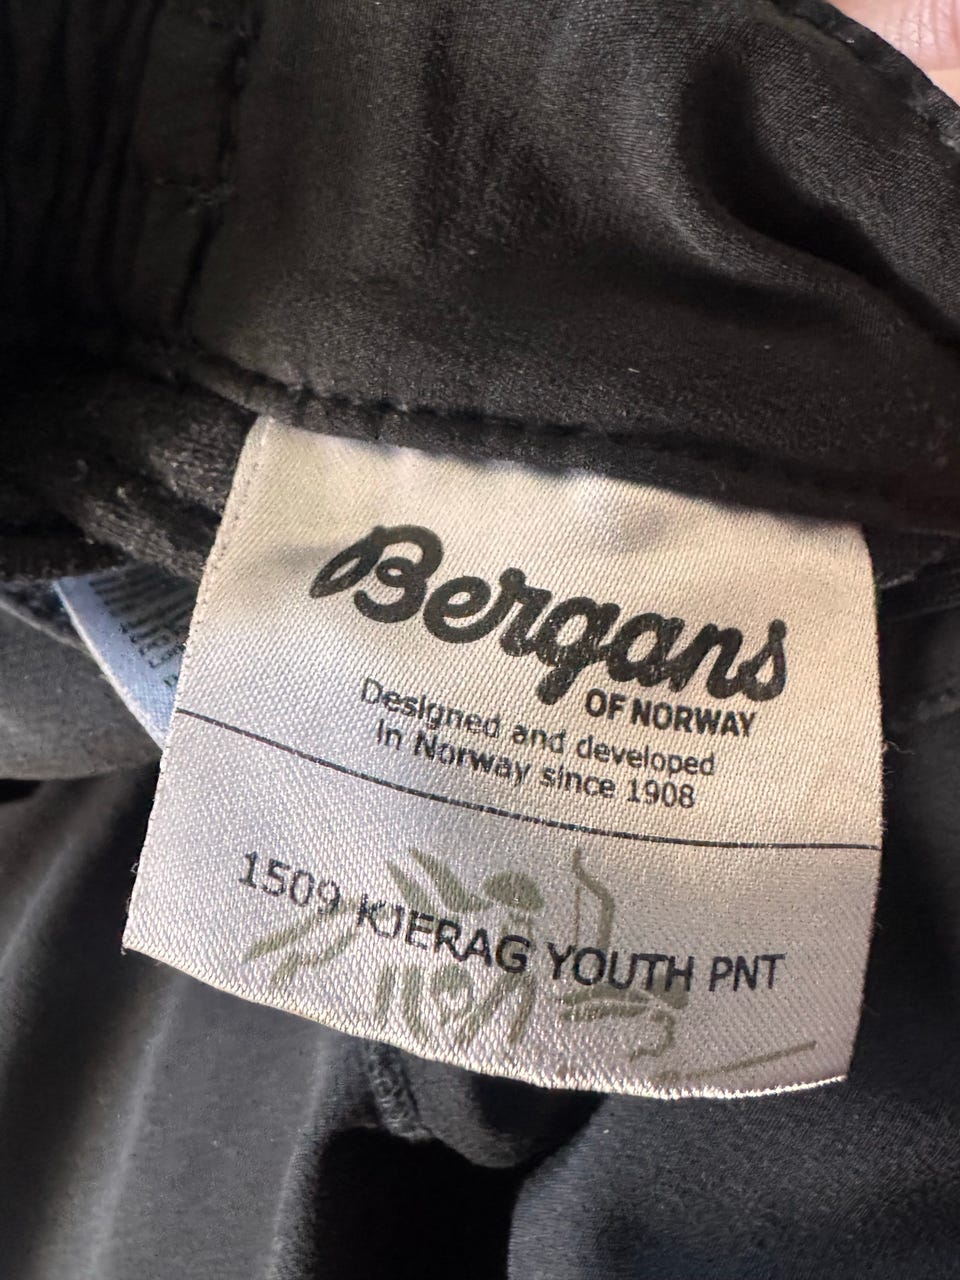 Bergans
OF NORWAY
Designed and developed
in Norway since 1908
1509 KJERAG YOUTH PNT